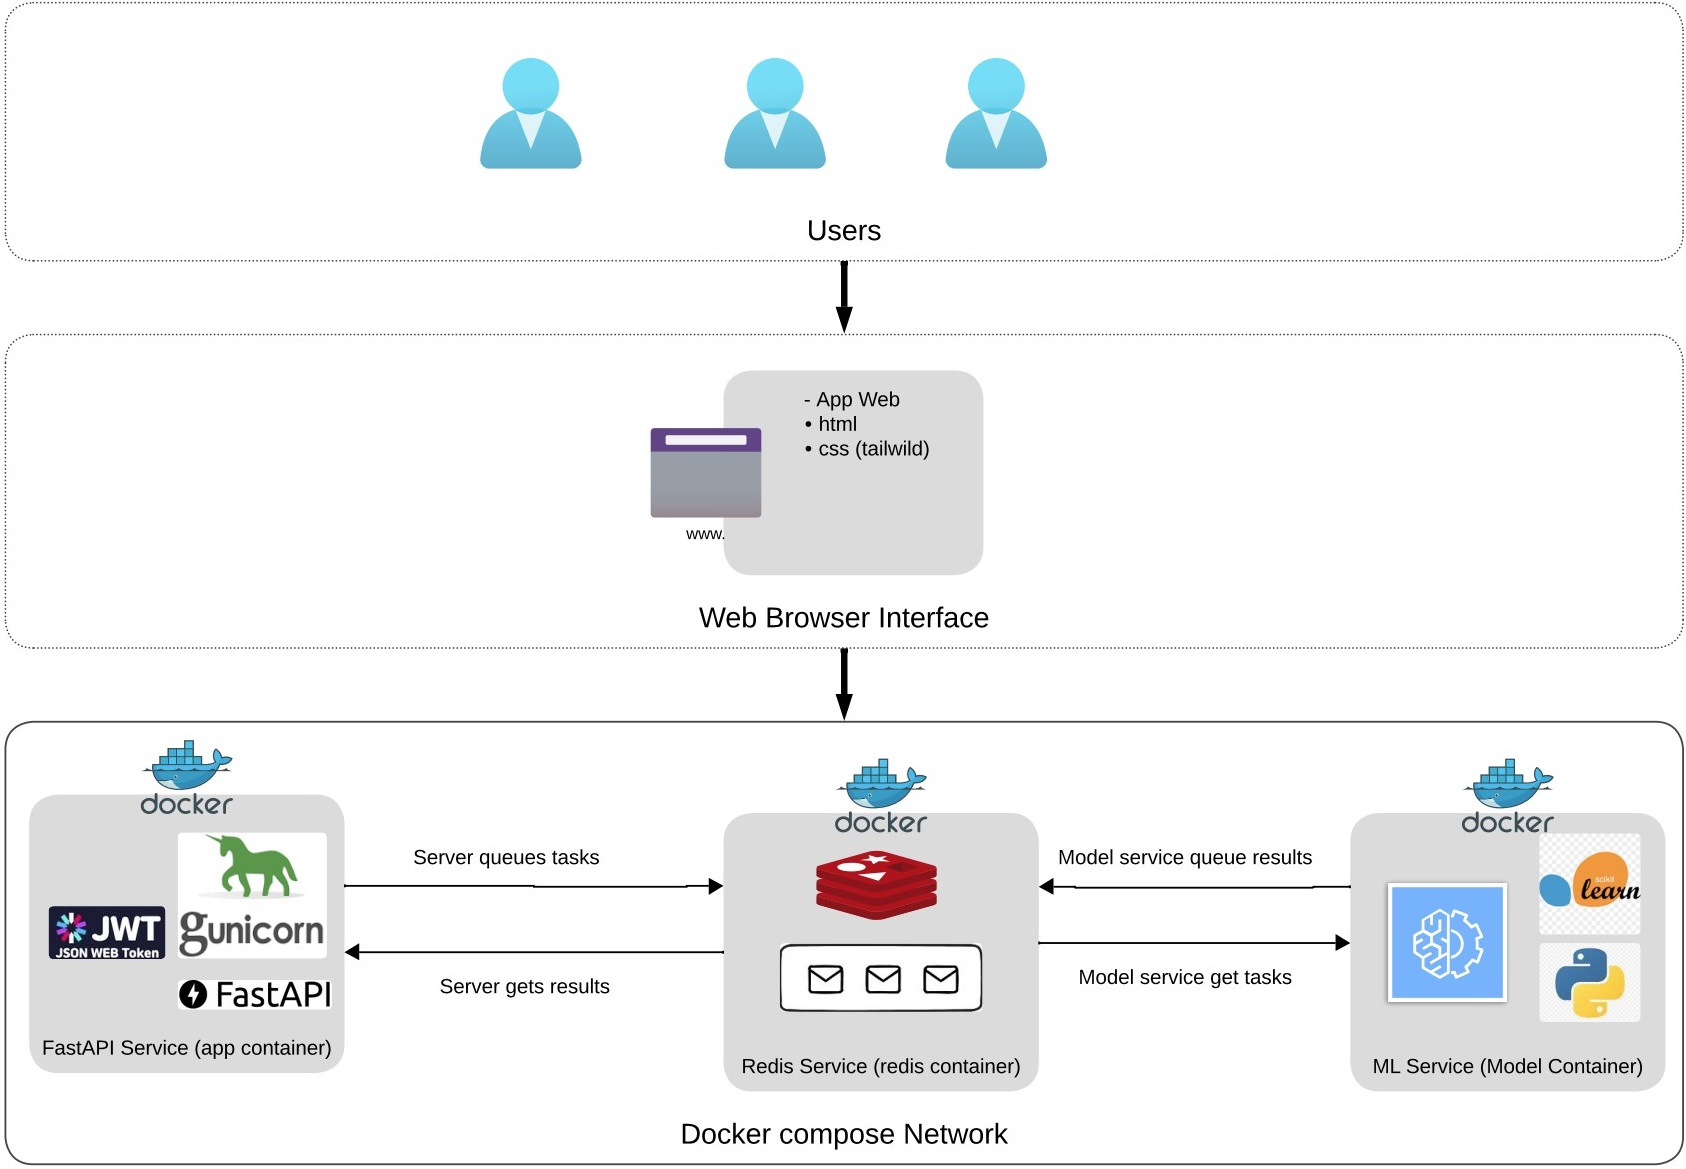 Users
- App Web
• html
• css (tailwild)
www.
Web Browser Interface
docker
docker
docker
gunicorn
JWT
JSON WEB Token
FastAPI
FastAPI Service (app container)
Server queues tasks
Server gets results
Redis Service (redis container)
Model service queue results
Model service get tasks
scikit
learn
ML Service (Model Container)
Docker compose Network